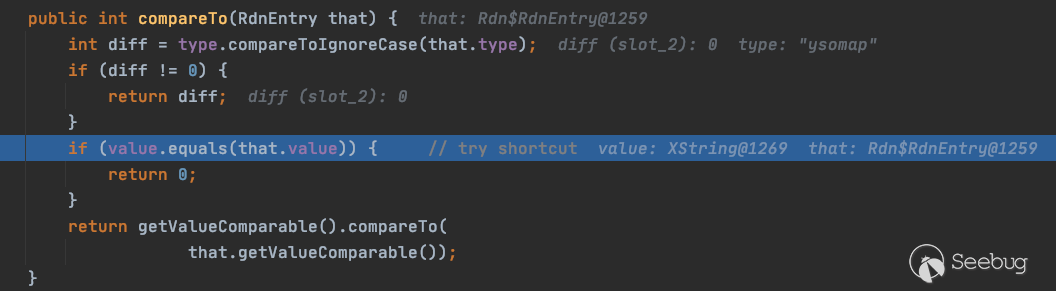 public int compareTo(RdnEntry that) {  that: Rdn$RdnEntry@1259
    int diff = type.compareToIgnoreCase(that.type);  diff (slot_2): 0  type: "ysomap"
    if (diff != 0) {
        return diff;  diff (slot_2): 0
    }
    if (value.equals(that.value)) {     // try shortcut  value: XString@1269  that: Rdn$RdnEntry@1259
        return 0;
    }
    return getValueComparable().compareTo(
                that.getValueComparable());
}
Seebug